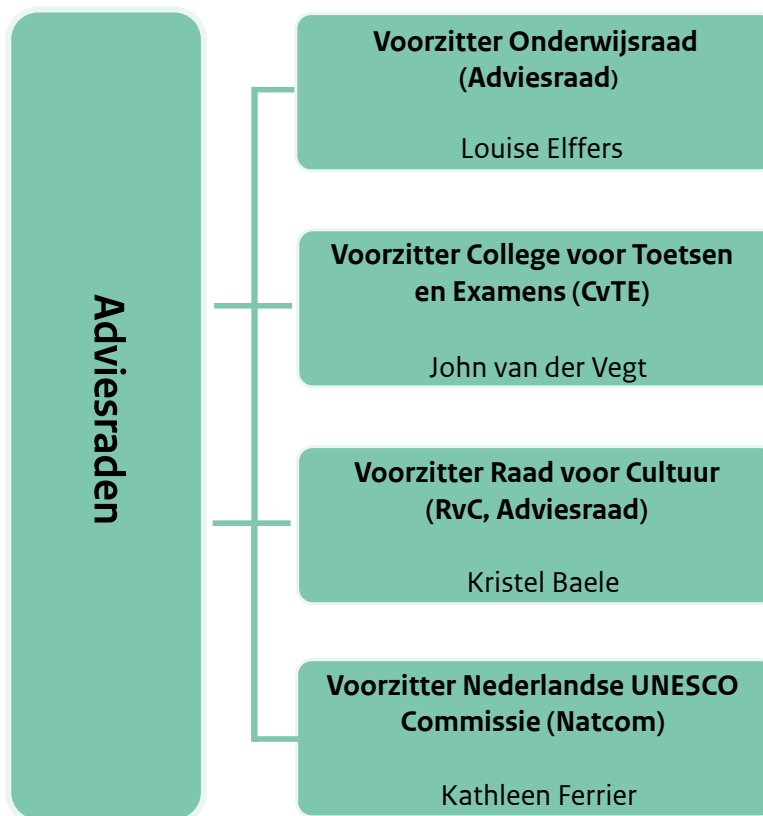 Adviesraden
Voorzitter Onderwijsraad
(Adviesraad)
Louise Elffers
Voorzitter College voor Toetsen
en Examens (CvTE)
John van der Vegt
Voorzitter Raad voor Cultuur
(RvC, Adviesraad)
Kristel Baele
Voorzitter Nederlandse UNESCO
Commissie (Natcom)
Kathleen Ferrier